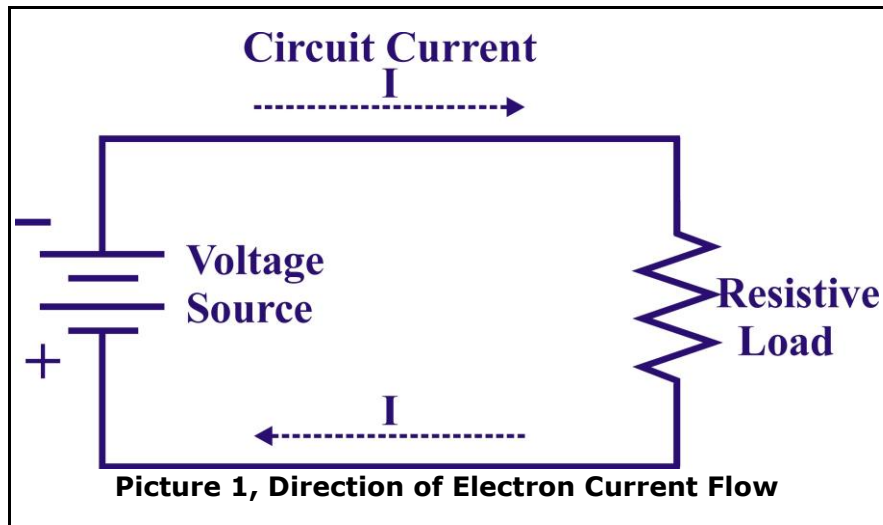 Circuit Current
I
−
Voltage
Source
+
Resistive
Load
I
Picture 1, Direction of Electron Current Flow